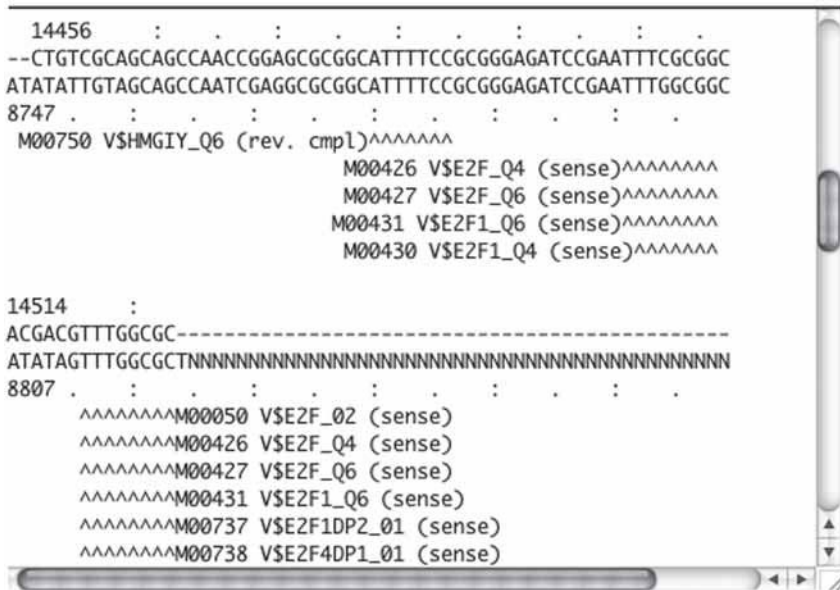 14456 : . : . : . : . : .
--CTGTCGCAGCAGCCAACCGGAGCGCGGCATTTTCCGCGGGAGATCCGAATTTCGCGGC
ATATATTGTAGCAGCCAATCGAGGCGCGGCATTTTCCGCGGGAGATCCGAATTTGGCGGC
8747 . : . : . : . : . : .
M00750 V$HMGIY_Q6 (rev. cmpl)^^^^^^^
M00426 V$E2F_Q4 (sense)^^^^^^^^
M00427 V$E2F_Q6 (sense)^^^^^^^^
M00431 V$E2F1_Q6 (sense)^^^^^^^^
M00430 V$E2F1_Q4 (sense)^^^^^^^
14514 :
ACGACGTTTGGCGC----------------------------------------------
ATATAGTTTGGCGCTNNNNNNNNNNNNNNNNNNNNNNNNNNNNNNNNNNNNNNNNNNNNN
8807 . : . : . : . : . : .
^^^^^^^^M00050 V$E2F_02 (sense)
^^^^^^^^M00426 V$E2F_Q4 (sense)
^^^^^^^^M00427 V$E2F_Q6 (sense)
^^^^^^^^M00431 V$E2F1_Q6 (sense)
^^^^^^^^M00737 V$E2F1DP2_01 (sense)
^^^^^^^^M00738 V$E2F4DP1_01 (sense)